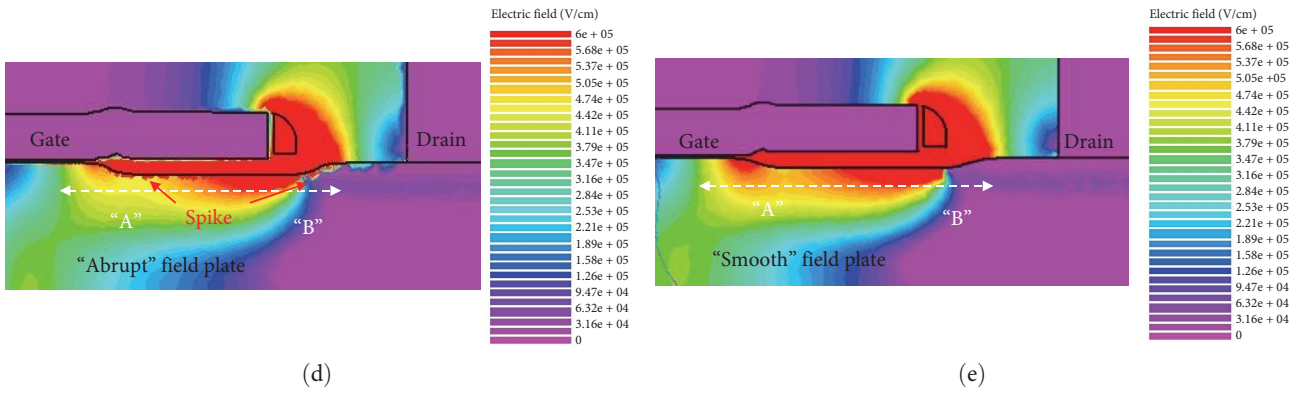 Electric field (V/cm)
6e + 05
5.68e + 05
5.37e + 05
5.05e + 05
4.74e + 05
4.42e + 05
4.11e + 05
3.79e + 05
3.47e + 05
3.16e + 05
2.84e + 05
2.53e + 05
2.21e + 05
1.89e + 05
1.58e + 05
1.26e + 05
9.47e + 04
6.32e + 04
3.16e + 04
0
Gate
Drain
“A”
Spike
“B”
“Abrupt” field plate
(d)
Electric field (V/cm)
6e + 05
5.68e + 05
5.37e + 05
5.05e + 05
4.74e + 05
4.42e + 05
4.11e + 05
3.79e + 05
3.47e + 05
3.16e + 05
2.84e + 05
2.53e + 05
2.21e + 05
1.89e + 05
1.58e + 05
1.26e + 05
9.47e + 04
6.32e + 04
3.16e + 04
0
Gate
Drain
“A”
“B”
“Smooth” field plate
(e)